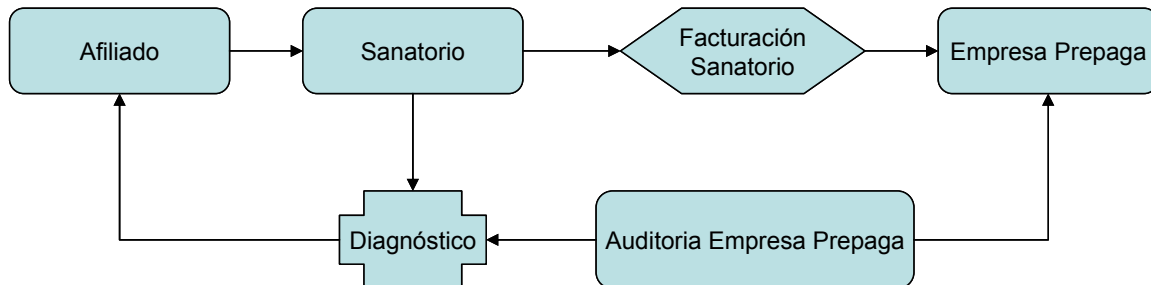 Afiliado
Sanatorio
Facturación
Sanatorio
Empresa Prepaga
Diagnóstico
Auditoria Empresa Prepaga